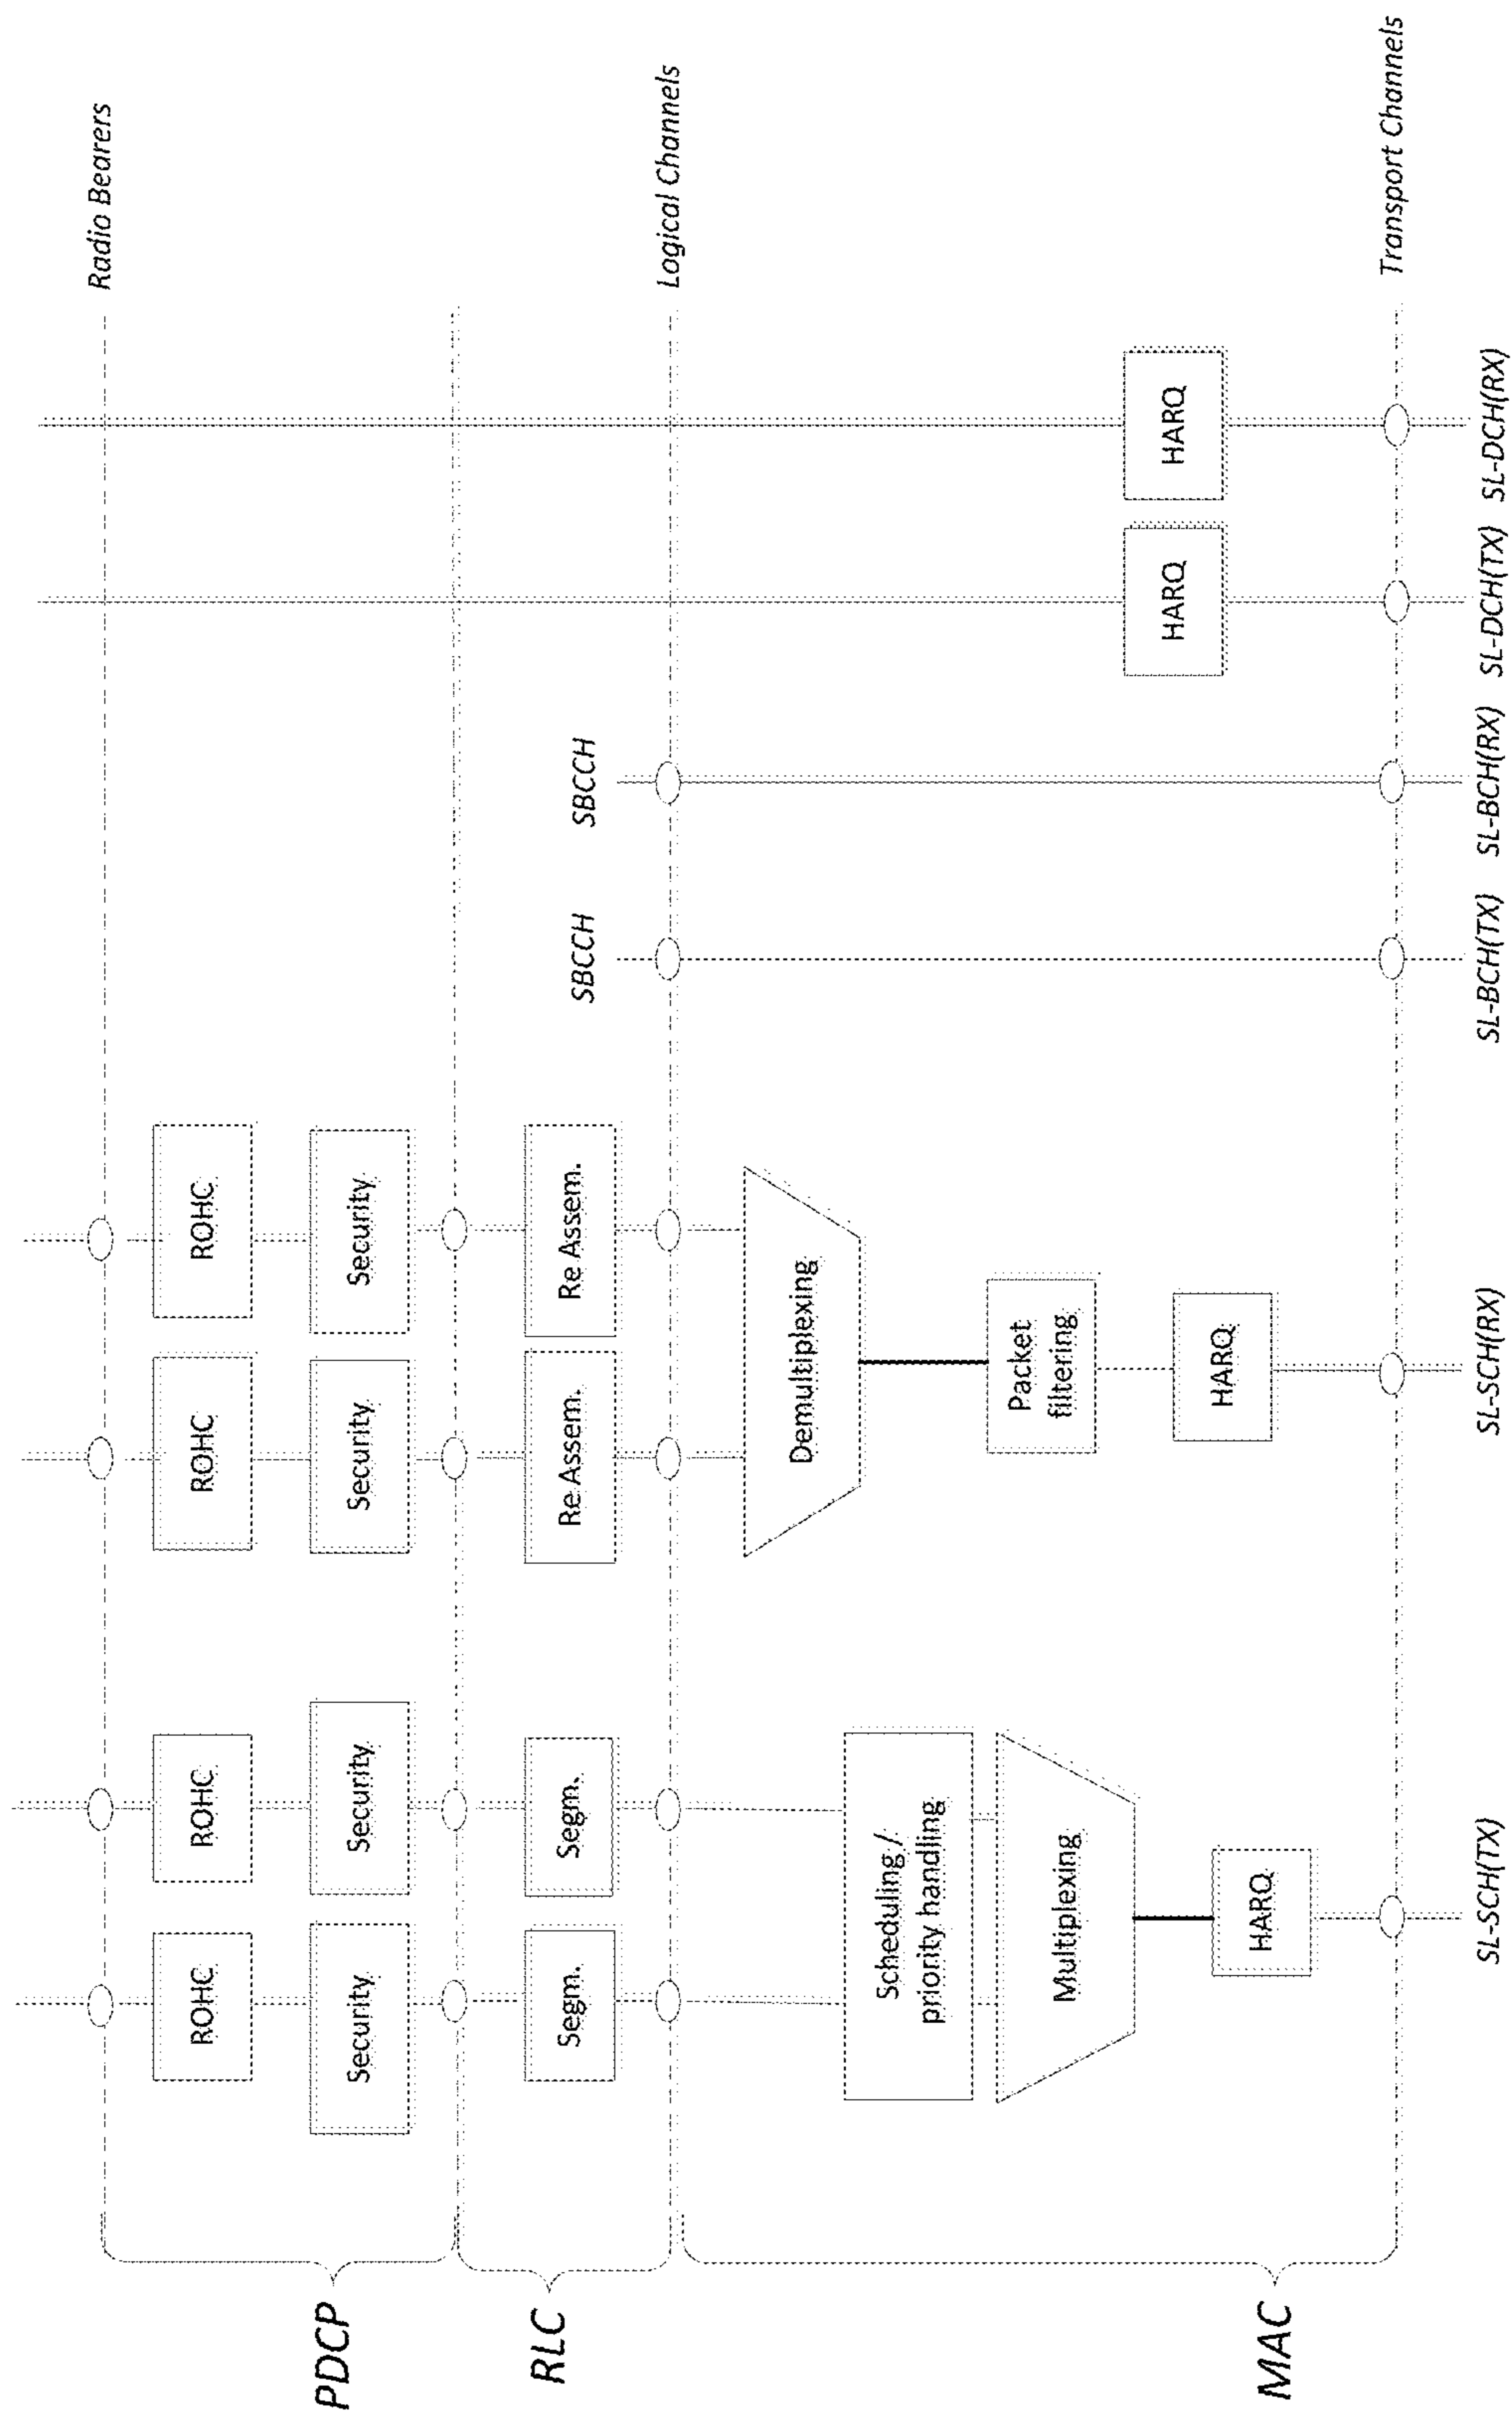 Radio Bearers
PDCP
ROHC
ROHC
ROHC
ROHC
Security
Security
Security
Security
RLC
Segm.
Segm.
Re Assem.
Re Assem.
SBCCH
SBCCH
Logical Channels
MAC
Scheduling /
priority handling
Multiplexing
HARQ
Demultiplexing
Packet
filtering
HARQ
HARQ
HARQ
Transport Channels
SL-SCH(TX)
SL-SCH(RX)
SL-BCH(TX)
SL-BCH(RX)
SL-DCH(TX)
SL-DCH(RX)